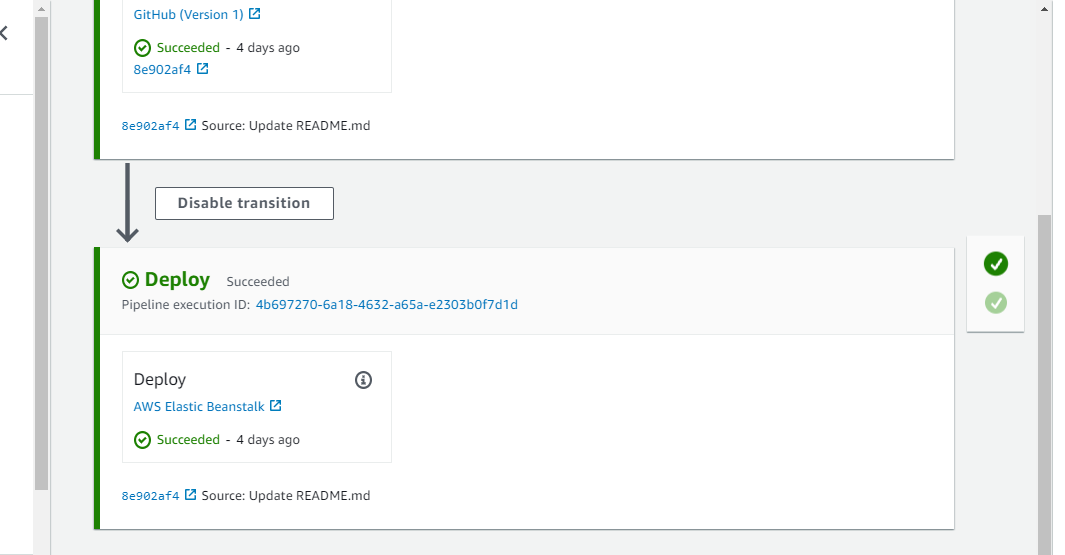 GitHub (Version 1)
Succeeded - 4 days ago
8e902af4
8e902af4 Source: Update README.md
Disable transition
Deploy Succeeded
Pipeline execution ID: 4b697270-6a18-4632-a65a-e2303b0f7d1d
Deploy
AWS Elastic Beanstalk
Succeeded - 4 days ago
8e902af4 Source: Update README.md